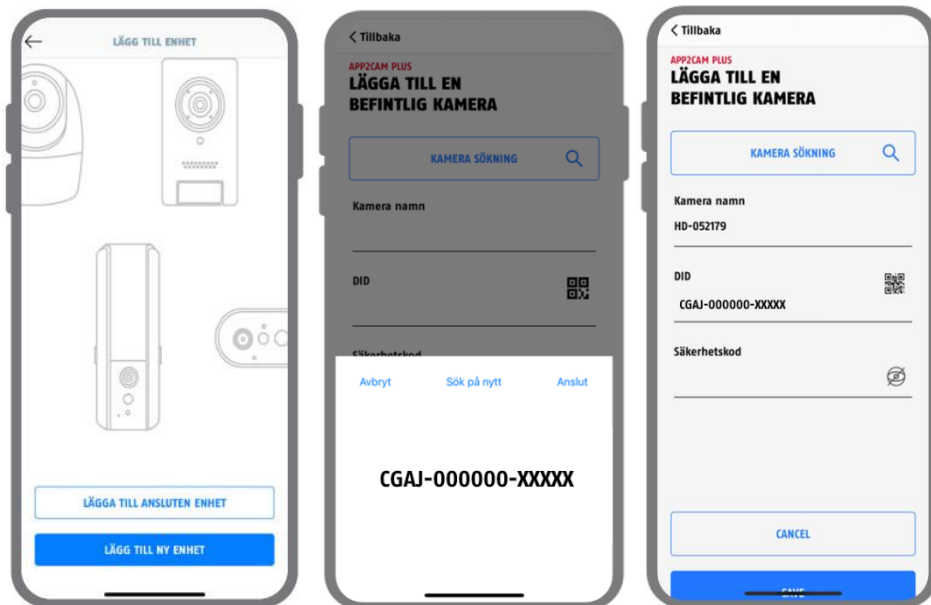 LÄGG TILL ENHET
LÄGGA TILL ANSLUTEN ENHET
LÄGG TILL NY ENHET
Tillbaka
APP2CAM PLUS
LÄGGA TILL EN
BEFINTLIG KAMERA
KAMERA SÖKNING
Kamera namn
DID
Säkerhetskod
Avbryt Sök på nytt Anslut
CGAJ-000000-XXXXX
Tillbaka
APP2CAM PLUS
LÄGGA TILL EN
BEFINTLIG KAMERA
KAMERA SÖKNING
Kamera namn
HD-052179
DID
CGAJ-000000-XXXXX
Säkerhetskod
CANCEL
SAVE